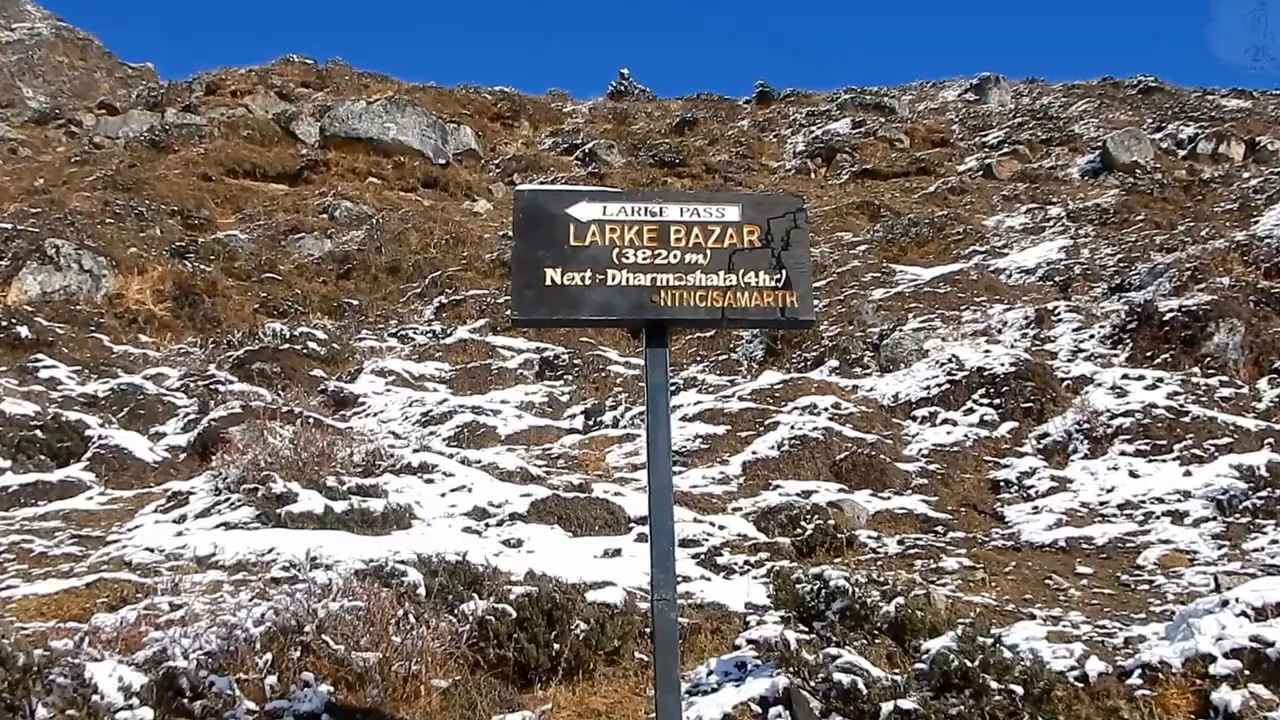 LARKE PASS
LARKE BAZAR
(3820 m)
Next :- Dharmashala (4hr)
-NTNC/SAMARTH